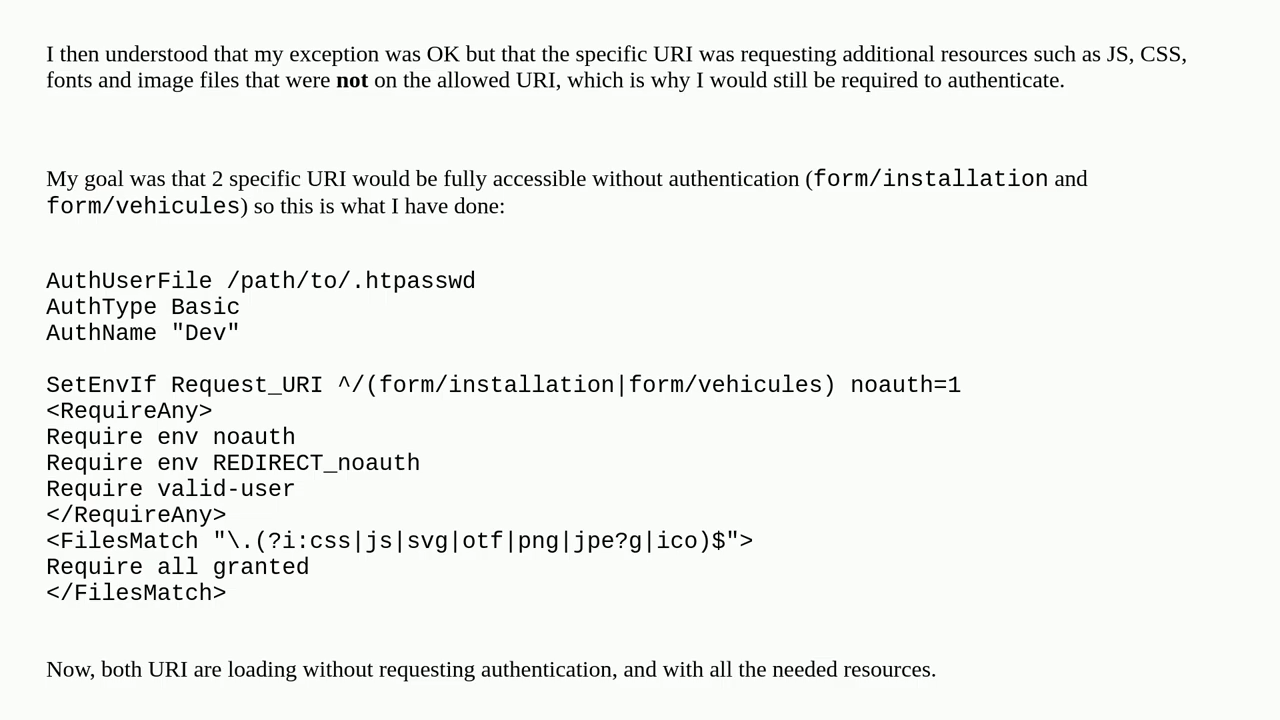 I then understood that my exception was OK but that the specific URI was requesting additional resources such as JS, CSS,
fonts and image files that were not on the allowed URI, which is why I would still be required to authenticate.
My goal was that 2 specific URI would be fully accessible without authentication (form/installation and
form/vehicules) so this is what I have done:
AuthUserFile /path/to/.htpasswd
AuthType Basic
AuthName "Dev"
SetEnvIf Request_URI ^/(form/installation|form/vehicules) noauth=1
<RequireAny>
Require env noauth
Require env REDIRECT_noauth
Require valid-user
</RequireAny>
<FilesMatch "\.(?i:css|js|svg|otf|png|jpe?g|ico)$">
Require all granted
</FilesMatch>
Now, both URI are loading without requesting authentication, and with all the needed resources.